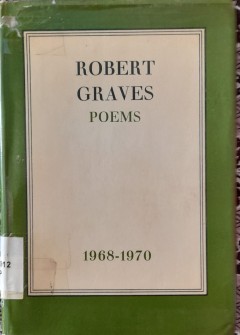 ROBERT
GRAVES
POEMS
1968-1970